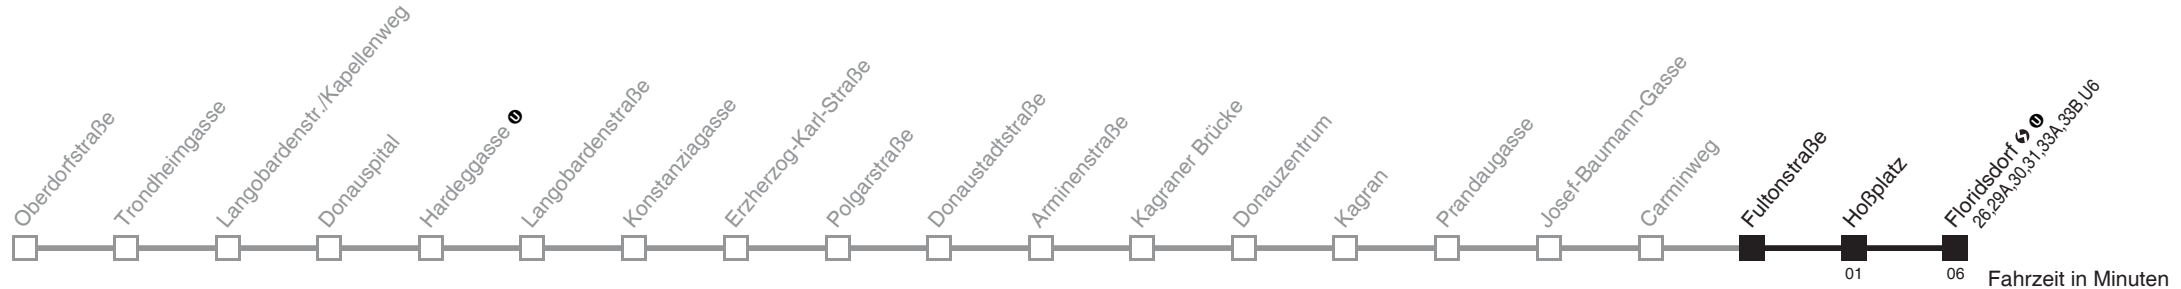 Oberdorfstraße
Trondheimgasse
Langobardenstr./Kapellenweg
Donauspital
Hardeggasse U
Langobardenstraße
Konstanziagasse
Erzherzog-Karl-Straße
Polgarstraße
Donaustadtstraße
Arminenstraße
Kagraner Brücke
Donauzentrum
Kagran
Prandaugasse
Josef-Baumann-Gasse
Carminweg
Fultonstraße
Hoßplatz
Floridsdorf S U
26,29A,30,31,33A,33B,U6
01
06
Fahrzeit in Minuten